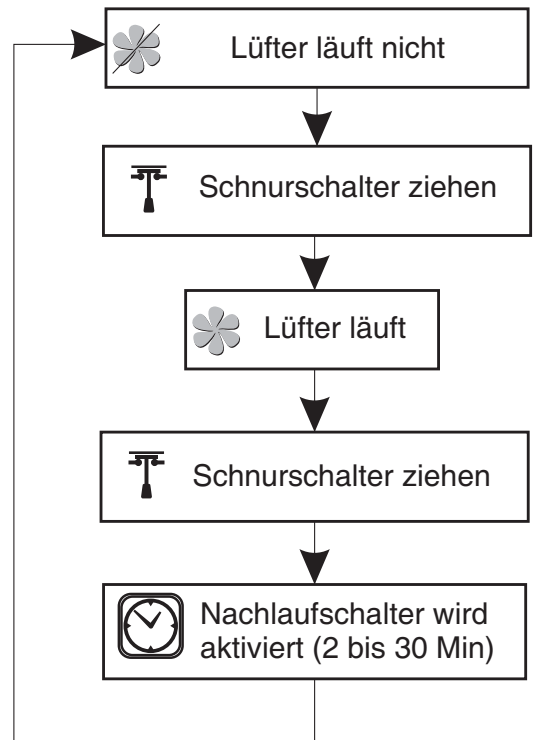 Lüfter läuft nicht
Schnurschalter ziehen
Lüfter läuft
Schnurschalter ziehen
Nachlaufschalter wird
aktiviert (2 bis 30 Min)